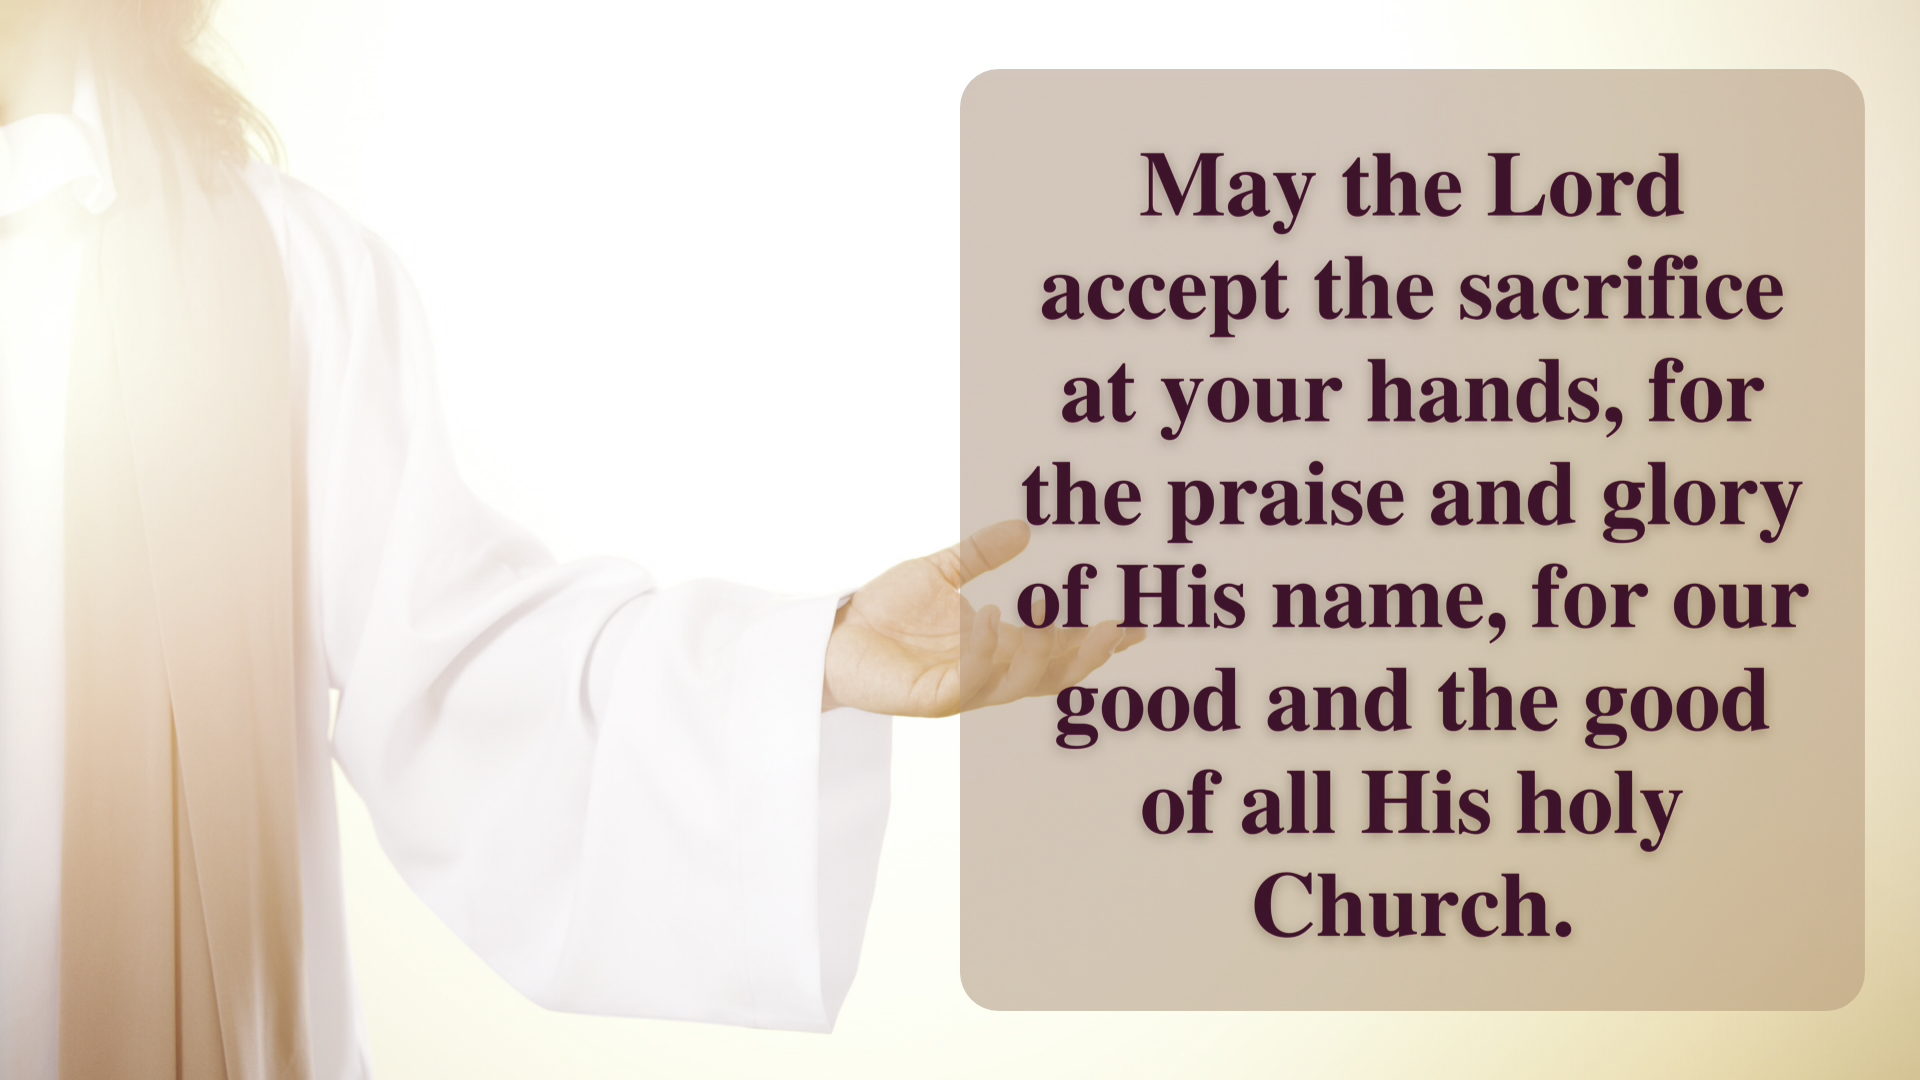 May the Lord
accept the sacrifice
at your hands, for
the praise and glory
of His name, for our
good and the good
of all His holy
Church.